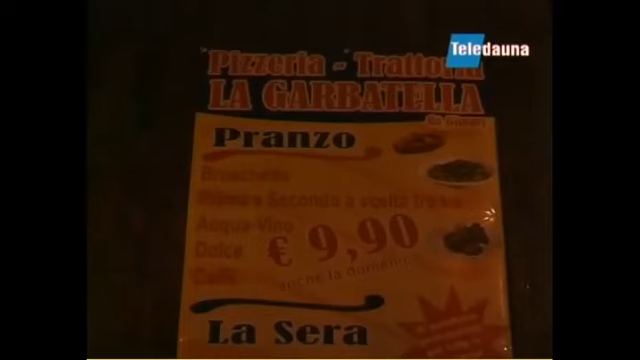 Teledauna
"Pizzeria - Trattoria
LA GARBATELLA
Pranzo
Bruschetta
Primo e Secondo a scelta tra
Acqua-Vino
Dolce
Caffè
€ 9,90
anche la domenica
La Sera